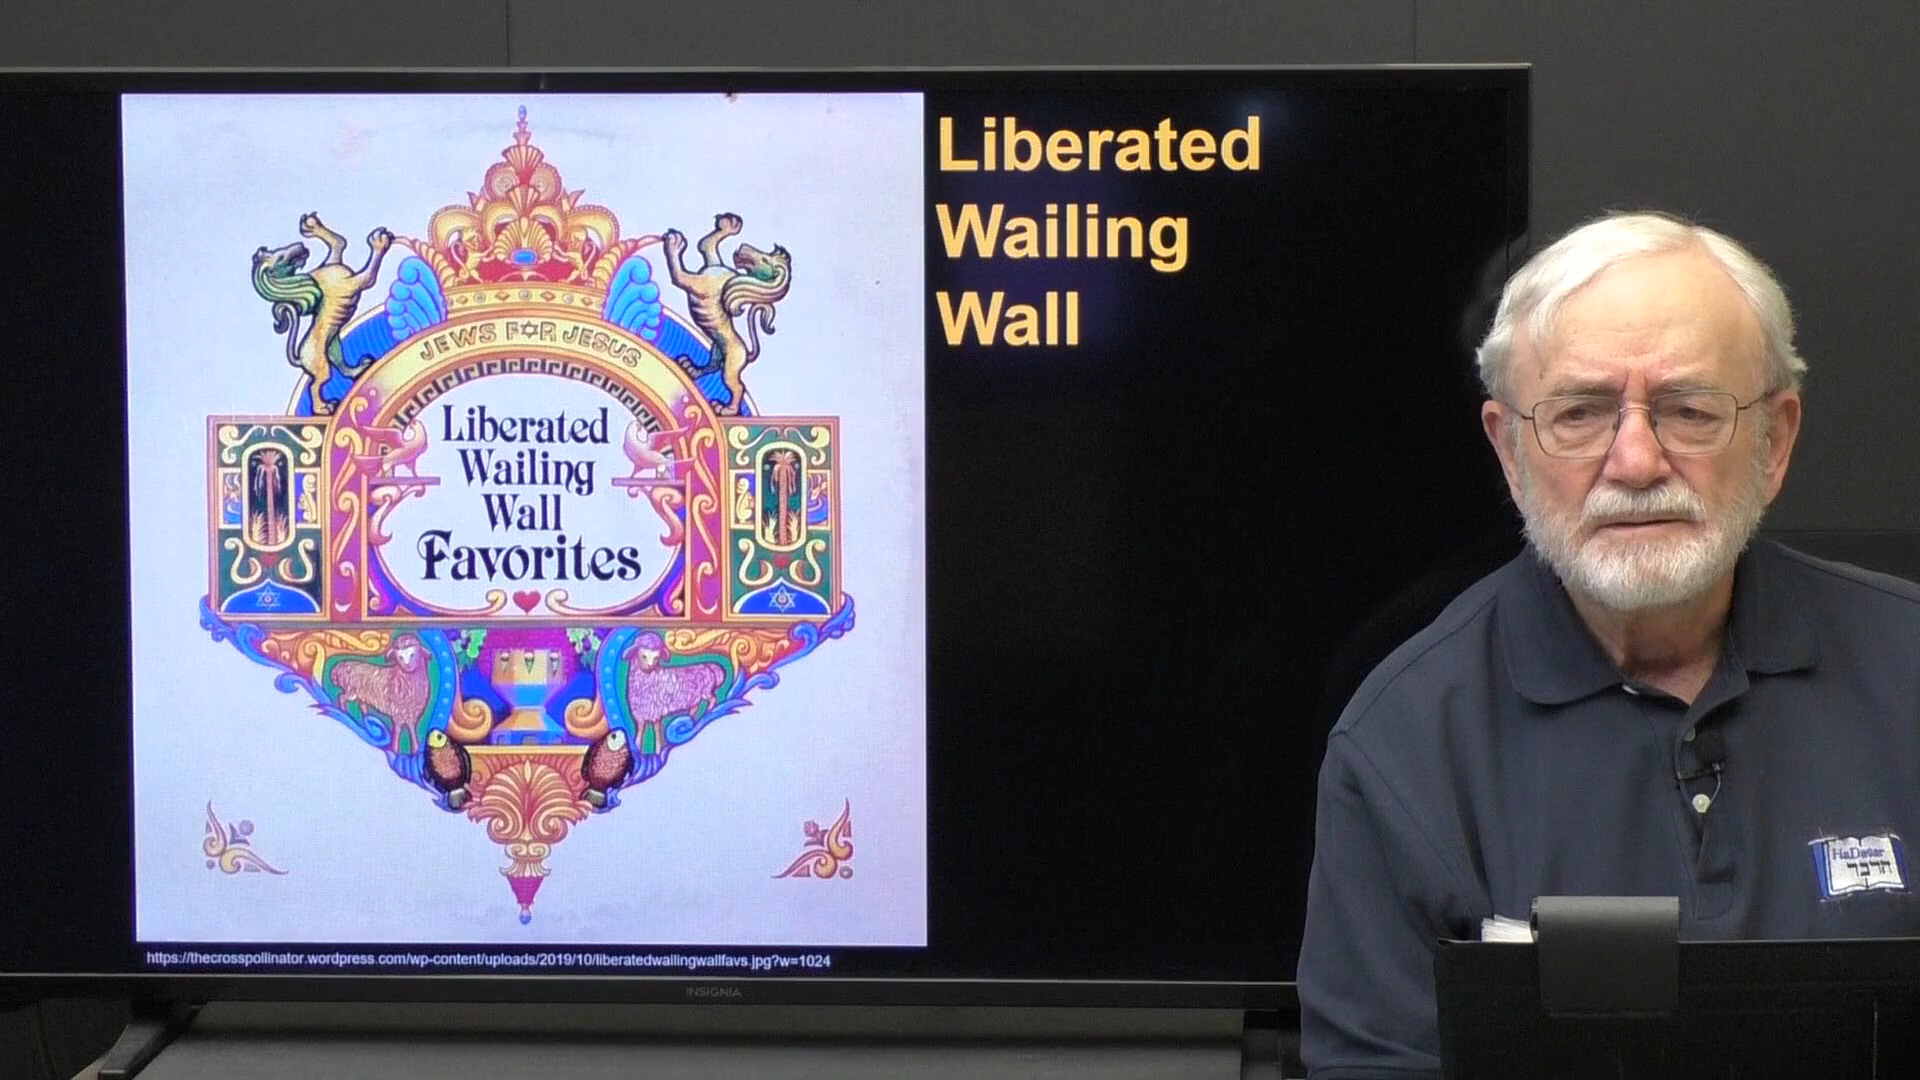 Liberated
Wailing
Wall
JEWS FOR JESUS
Liberated
Wailing
Wall
Favorites
https://thecrosspollinator.wordpress.com/wp-content/uploads/2019/10/liberatedwailingwallfavs.jpg?w=1024
INSIGNIA
HaDavar
הדבר